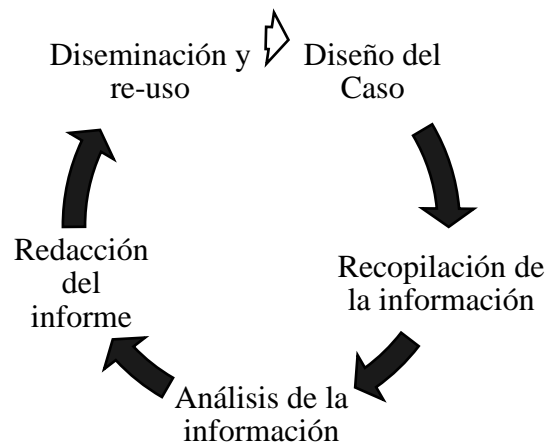 Diseminación y
re-uso
Diseño del
Caso
Recopilación de
la información
Análisis de la
información
Redacción
del
informe